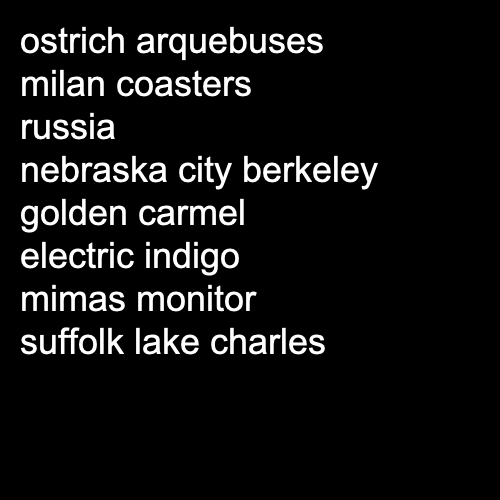 ostrich arquebuses
milan coasters
russia
nebraska city berkeley
golden carmel
electric indigo
mimas monitor
suffolk lake charles